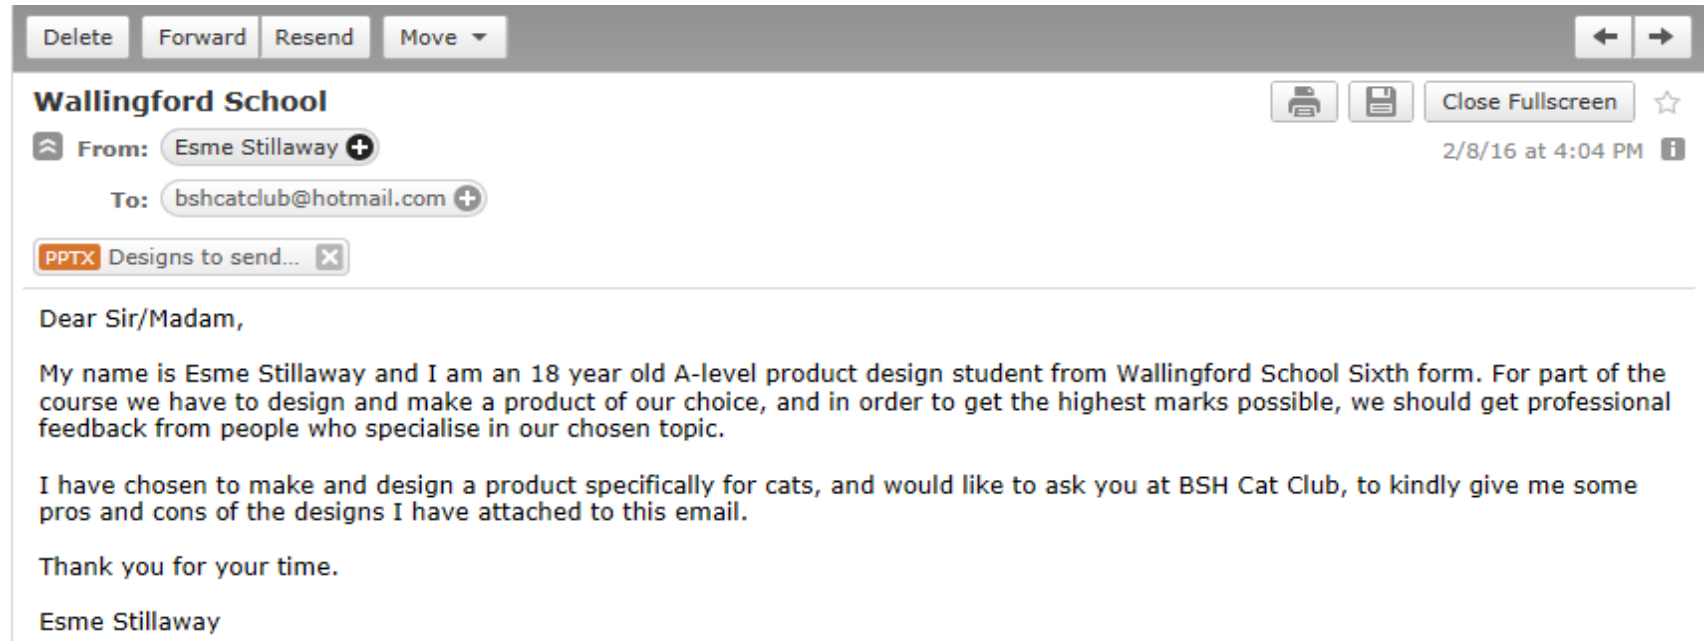 Delete Forward Resend Move
Wallingford School Close Fullscreen
From: Esme Stillaway 2/8/16 at 4:04 PM
To: bshcatclub@hotmail.com
PPTX Designs to send...
Dear Sir/Madam,
My name is Esme Stillaway and I am an 18 year old A-level product design student from Wallingford School Sixth form. For part of the
course we have to design and make a product of our choice, and in order to get the highest marks possible, we should get professional
feedback from people who specialise in our chosen topic.
I have chosen to make and design a product specifically for cats, and would like to ask you at BSH Cat Club, to kindly give me some
pros and cons of the designs I have attached to this email.
Thank you for your time.
Esme Stillaway